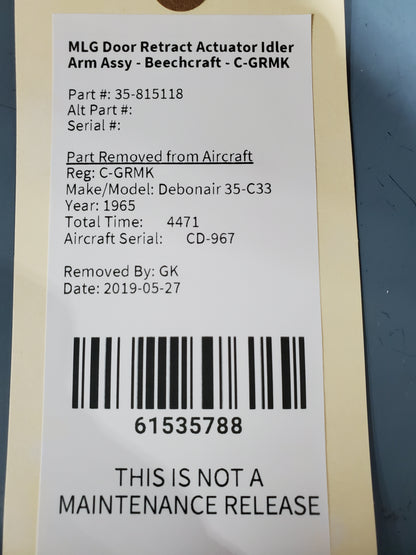 MLG Door Retract Actuator Idler
Arm Assy - Beechcraft - C-GRMK
Part #: 35-815118
Alt Part #:
Serial #:
Part Removed from Aircraft
Reg: C-GRMK
Make/Model: Debonair 35-C33
Year: 1965
Total Time: 4471
Aircraft Serial: CD-967
Removed By: GK
Date: 2019-05-27
61535788
THIS IS NOT A
MAINTENANCE RELEASE